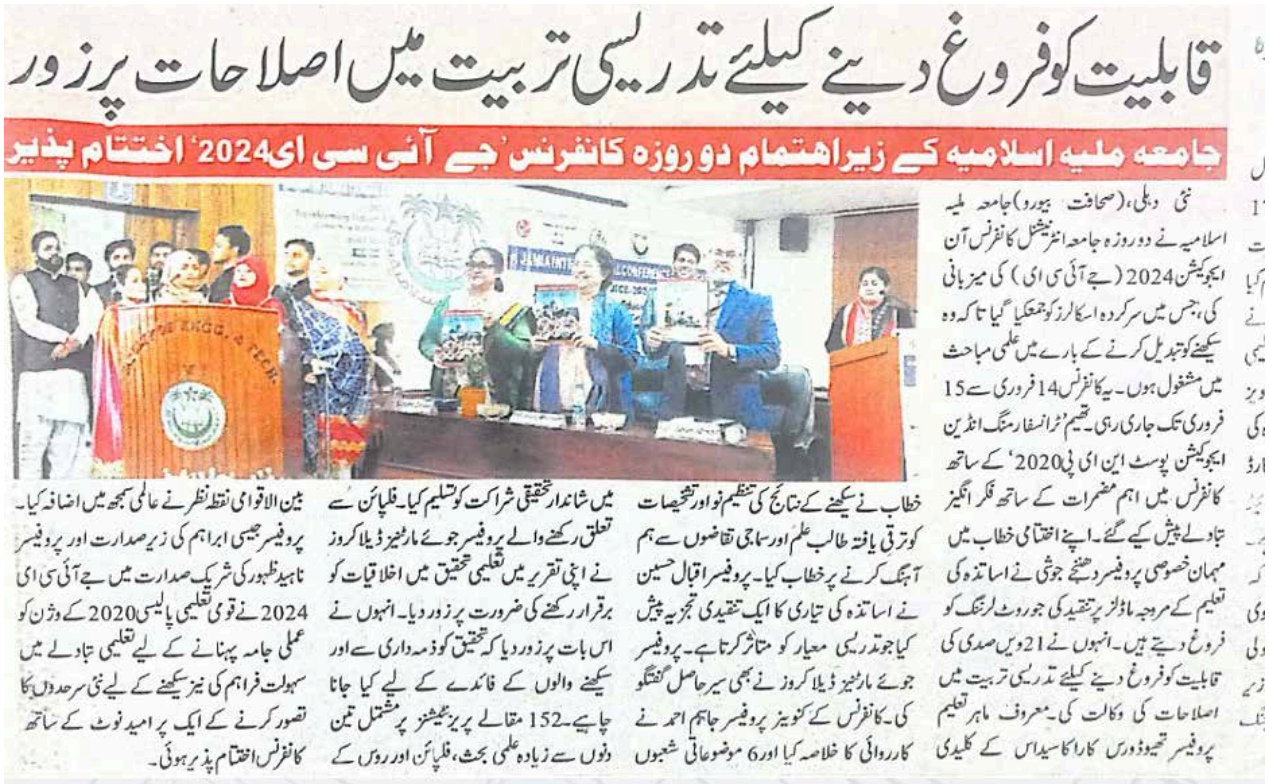 قابلیت کو فروغ دینے کیلئے تدریسی تربیت میں اصلاحات پر زور
جامعہ ملیہ اسلامیہ کے زیراہتمام دو روزہ کانفرنس ’جے آئی سی ای2024‘ اختتام پذیر
نئی دہلی، (صحافت بیورو) جامعہ ملیہ
اسلامیہ نے دو روزہ جامعہ انٹرنیشنل کانفرنس آن
ایجوکیشن 2024 (جے آئی سی ای) کی میزبانی
کی، جس میں سرکردہ اسکالرز کو جمعکیا گیا تاکہ وہ
سیکھنے کو تبدیل کرنے کے بارے میں علمی مباحث
میں مشغول ہوں۔ یہ کانفرنس 14 فروری سے 15
فروری تک جاری رہی۔ تھیم ٹرانسفارمنگ انڈین
ایجوکیشن پوسٹ این ای پی2020‘ کے ساتھ
کانفرنس میں اہم مضمرات کے ساتھ فکر انگیز
تبادلے پیش کیے گئے۔ اپنے اختتامی خطاب میں
مہمان خصوصی پروفیسر دھننجے جوشی نے اساتذہ کی
تعلیم کے مروجہ ماڈلز پر تنقید کی جو روٹ لرننگ کو
فروغ دیتے ہیں۔ انہوں نے 21ویں صدی کی
قابلیت کو فروغ دینے کیلئے تدریسی تربیت میں
اصلاحات کی وکالت کی۔ معروف ماہر تعلیم
پروفیسر تھیوڈورس کاراکاسیداس کے کلیدی
خطاب نے سیکھنے کے نتائج کی تنظیم نو اور تشخیصات
کو ترقی یافتہ طالب علم اور سماجی تقاضوں سے ہم
آہنگ کرنے پر خطاب کیا۔ پروفیسر اقبال حسین
نے اساتذہ کی تیاری کا ایک تنقیدی تجزیہ پیش
کیا جو تدریسی معیار کو متاثر کرتا ہے۔ پروفیسر
جوئے مارٹیز ڈیلا کروز نے بھی سیر حاصل گفتگو
کی۔ کانفرنس کے کنوینر پروفیسر جاہم احمد نے
کارروائی کا خلاصہ کیا اور 6 موضوعاتی شعبوں
میں شاندار تحقیقی شراکت کو تسلیم کیا۔ فلپائن سے
تعلق رکھنے والے پروفیسر جوئے مارٹیز ڈیلا کروز
نے اپنی تقریر میں تعلیمی تحقیق میں اخلاقیات کو
برقرار رکھنے کی ضرورت پر زور دیا۔ انہوں نے
اس بات پر زور دیا کہ تحقیق کو ذمہ داری سے اور
سیکھنے والوں کے فائدے کے لیے کیا جانا
چاہیے۔ 152 مقالے پریزنٹیشنز پر مشتمل تین
دنوں سے زیادہ علمی بحث، فلپائن اور روس کے
بین الاقوامی نقطہ نظر نے عالمی سمجھ میں اضافہ کیا۔
پروفیسر جیسی ابراہم کی زیر صدارت اور پروفیسر
ناہید ظہور کی شریک صدارت میں جے آئی سی ای
2024 نے قومی تعلیمی پالیسی 2020 کے وژن کو
عملی جامہ پہنانے کے لیے تعلیمی تبادلے میں
سہولت فراہم کی نیز سیکھنے کے لیے نئی سرحدوں کا
تصور کرنے کے ایک پر امید نوٹ کے ساتھ
کانفرنس اختتام پذیر ہوئی۔
ENGG. & TECH.